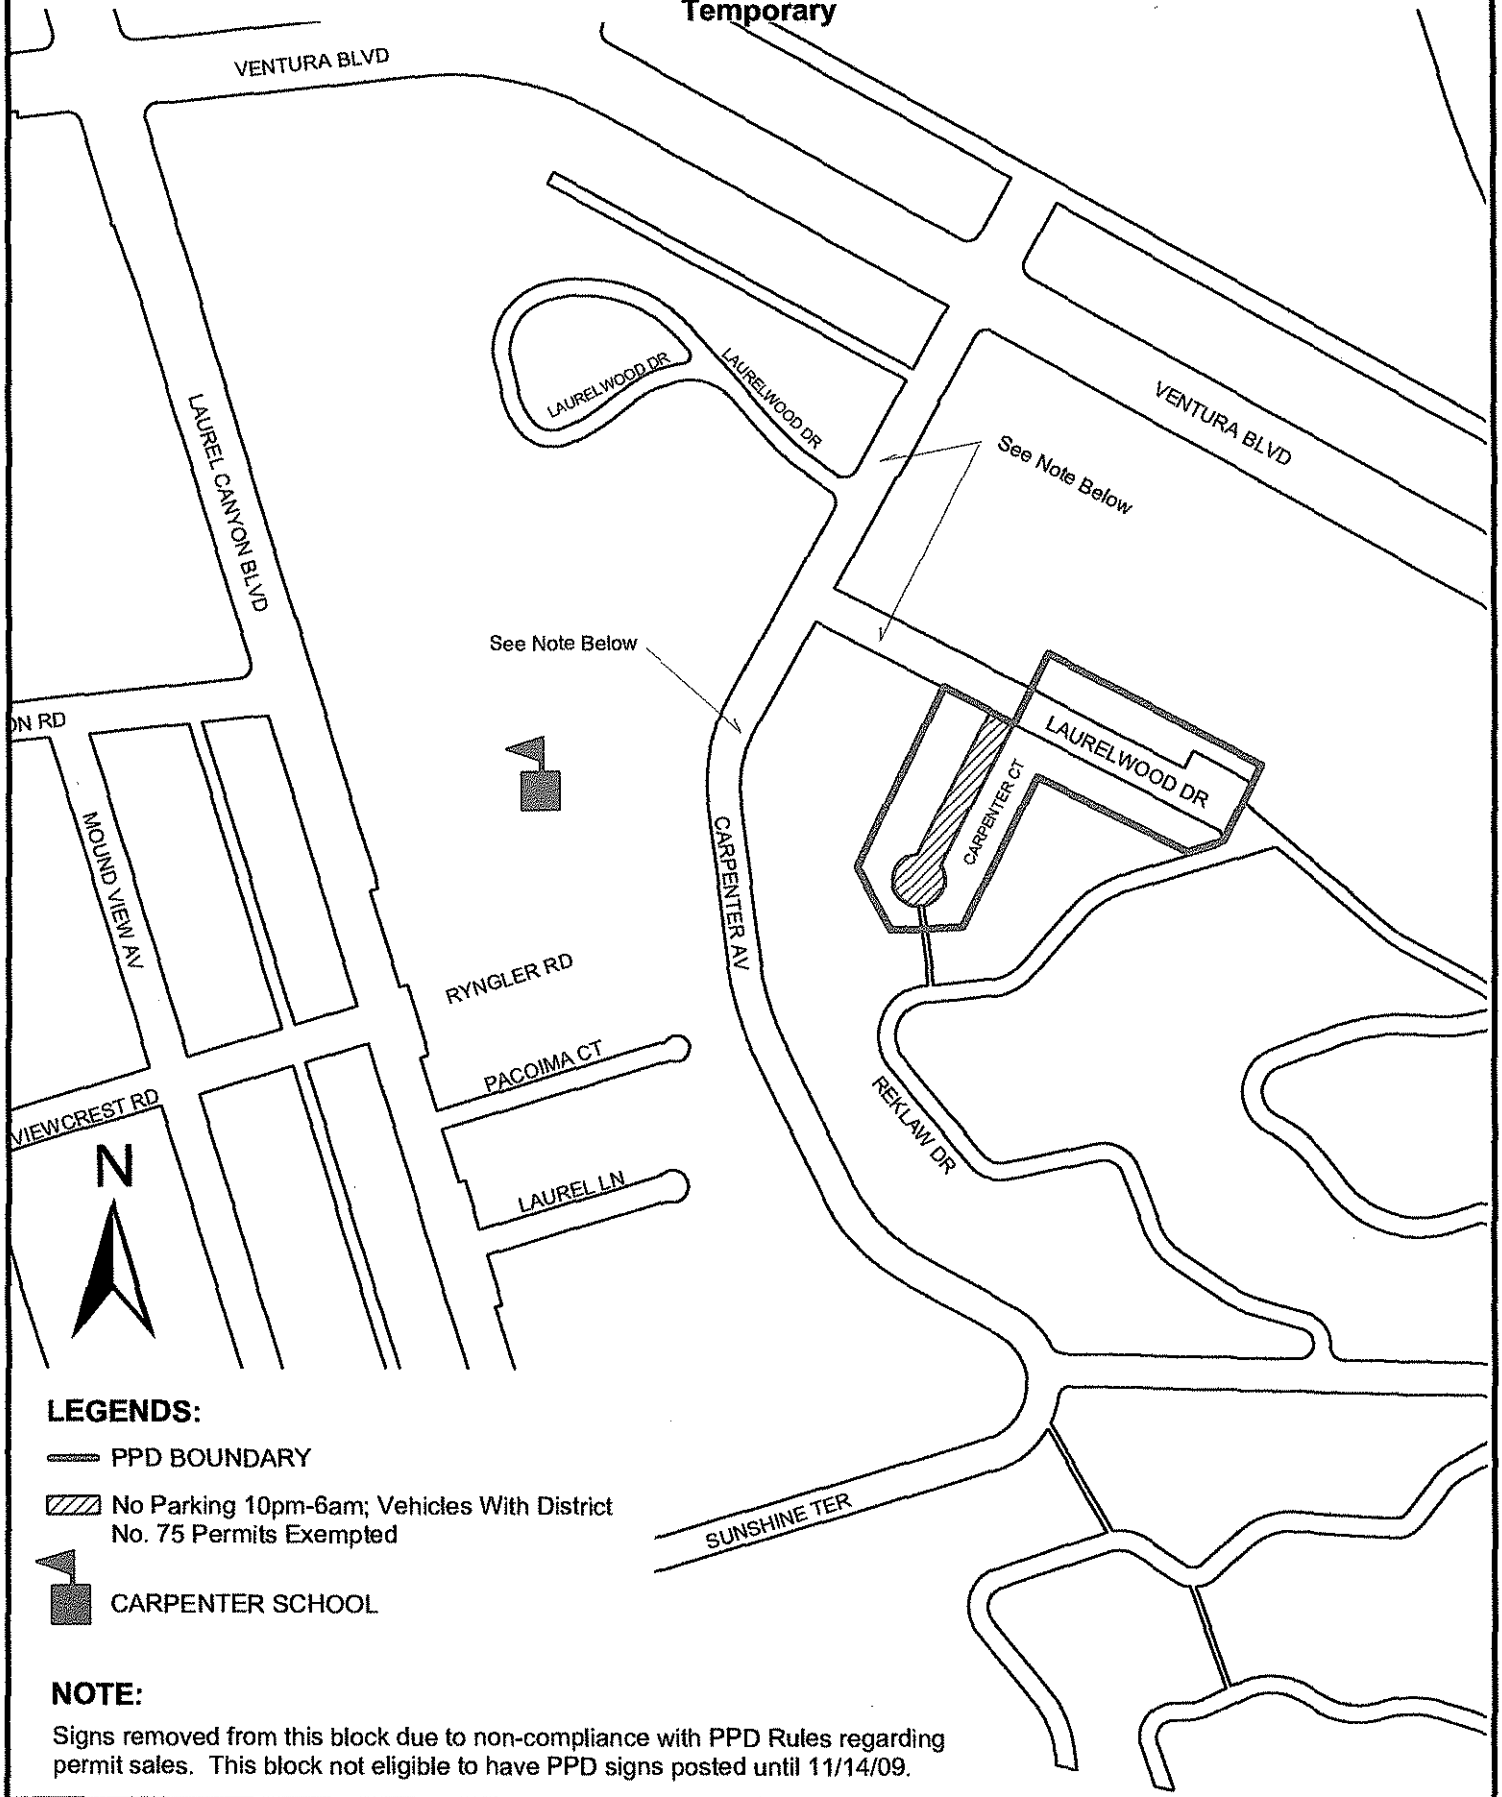 Temporary
VENTURA BLVD
LAURELWOOD DR
LAURELWOOD DR
VENTURA BLVD
LAUREL CANYON BLVD
See Note Below
See Note Below
ON RD
LAURELWOOD DR
CARPENTER CT
MOUND VIEW AV
CARPENTER AV
RYNGLER RD
PACOIMA CT
REKLAW DR
VIEWCREST RD
N
LAUREL LN
SUNSHINE TER
LEGENDS:
PPD BOUNDARY
No Parking 10pm-6am; Vehicles With District
No. 75 Permits Exempted
CARPENTER SCHOOL
NOTE:
Signs removed from this block due to non-compliance with PPD Rules regarding
permit sales. This block not eligible to have PPD signs posted until 11/14/09.